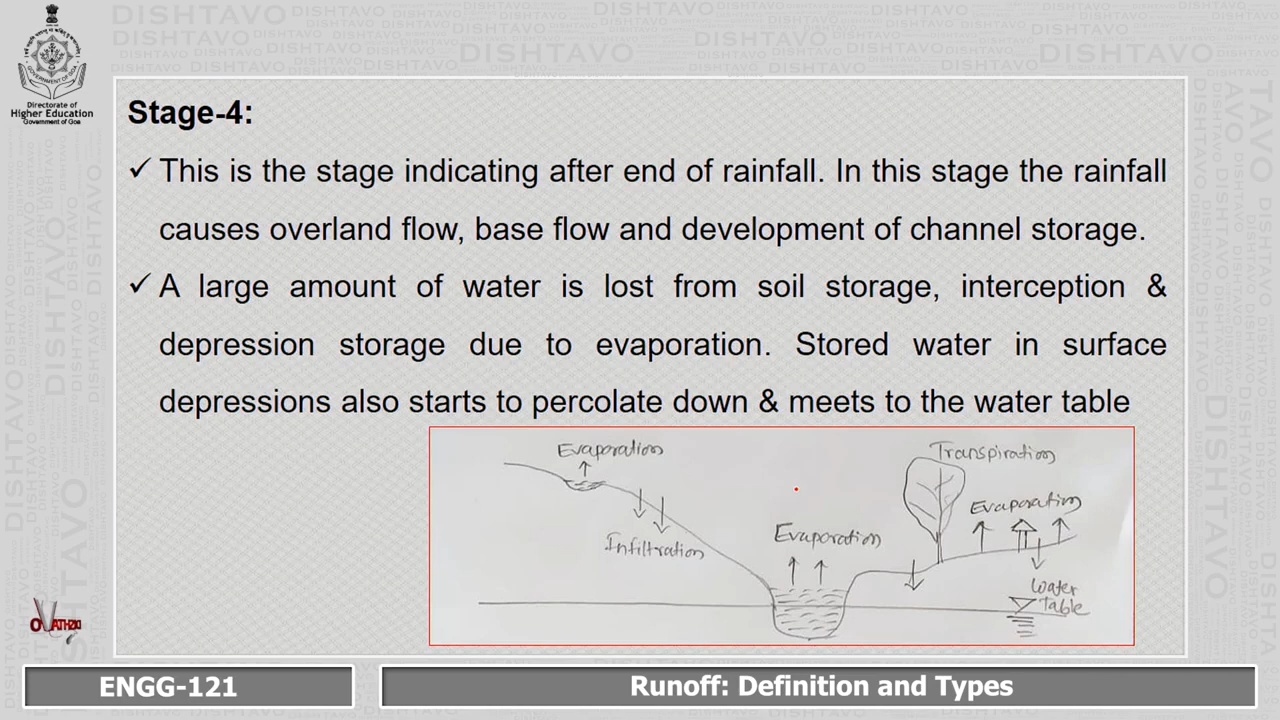 Directorate of
Higher Education
Government of Goa
Stage-4:
✓ This is the stage indicating after end of rainfall. In this stage the rainfall
causes overland flow, base flow and development of channel storage.
✓ A large amount of water is lost from soil storage, interception &
depression storage due to evaporation. Stored water in surface
depressions also starts to percolate down & meets to the water table
Evaporation
Transpiration
Infiltration
Evaporation
Evaporation
Water
Table
ENGG-121
Runoff: Definition and Types
DISHTAVO